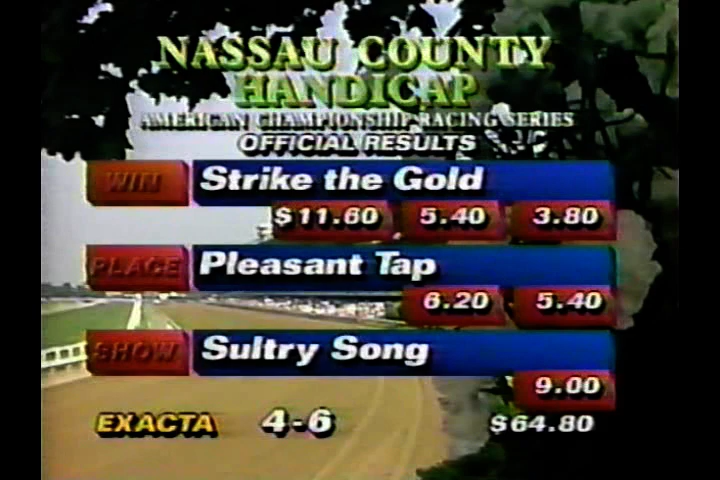 NASSAU COUNTY
HANDICAP
AMERICAN CHAMPIONSHIP RACING SERIES
OFFICIAL RESULTS
WIN Strike the Gold
$11.60 5.40 3.80
PLACE Pleasant Tap
6.20 5.40
SHOW Sultry Song
9.00
EXACTA 4-6 $64.80